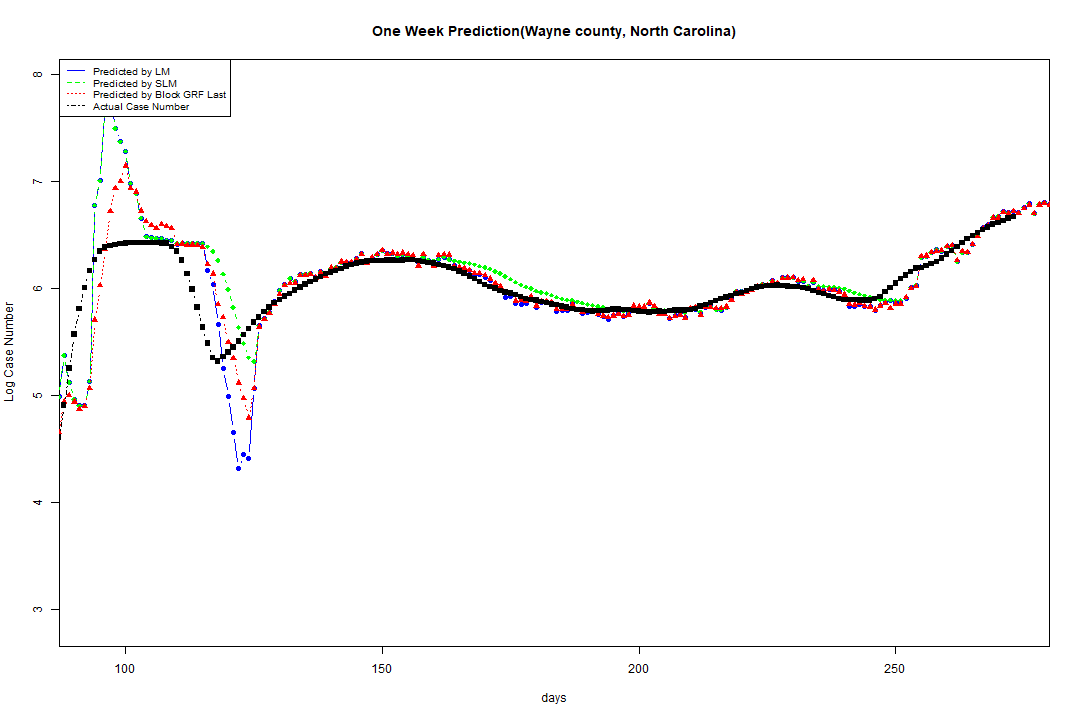 One Week Prediction(Wayne county, North Carolina)
Predicted by LM
Predicted by SLM
Predicted by Block GRF Last
Actual Case Number
8
7
6
5
4
3
Log Case Number
100 150 200 250
days